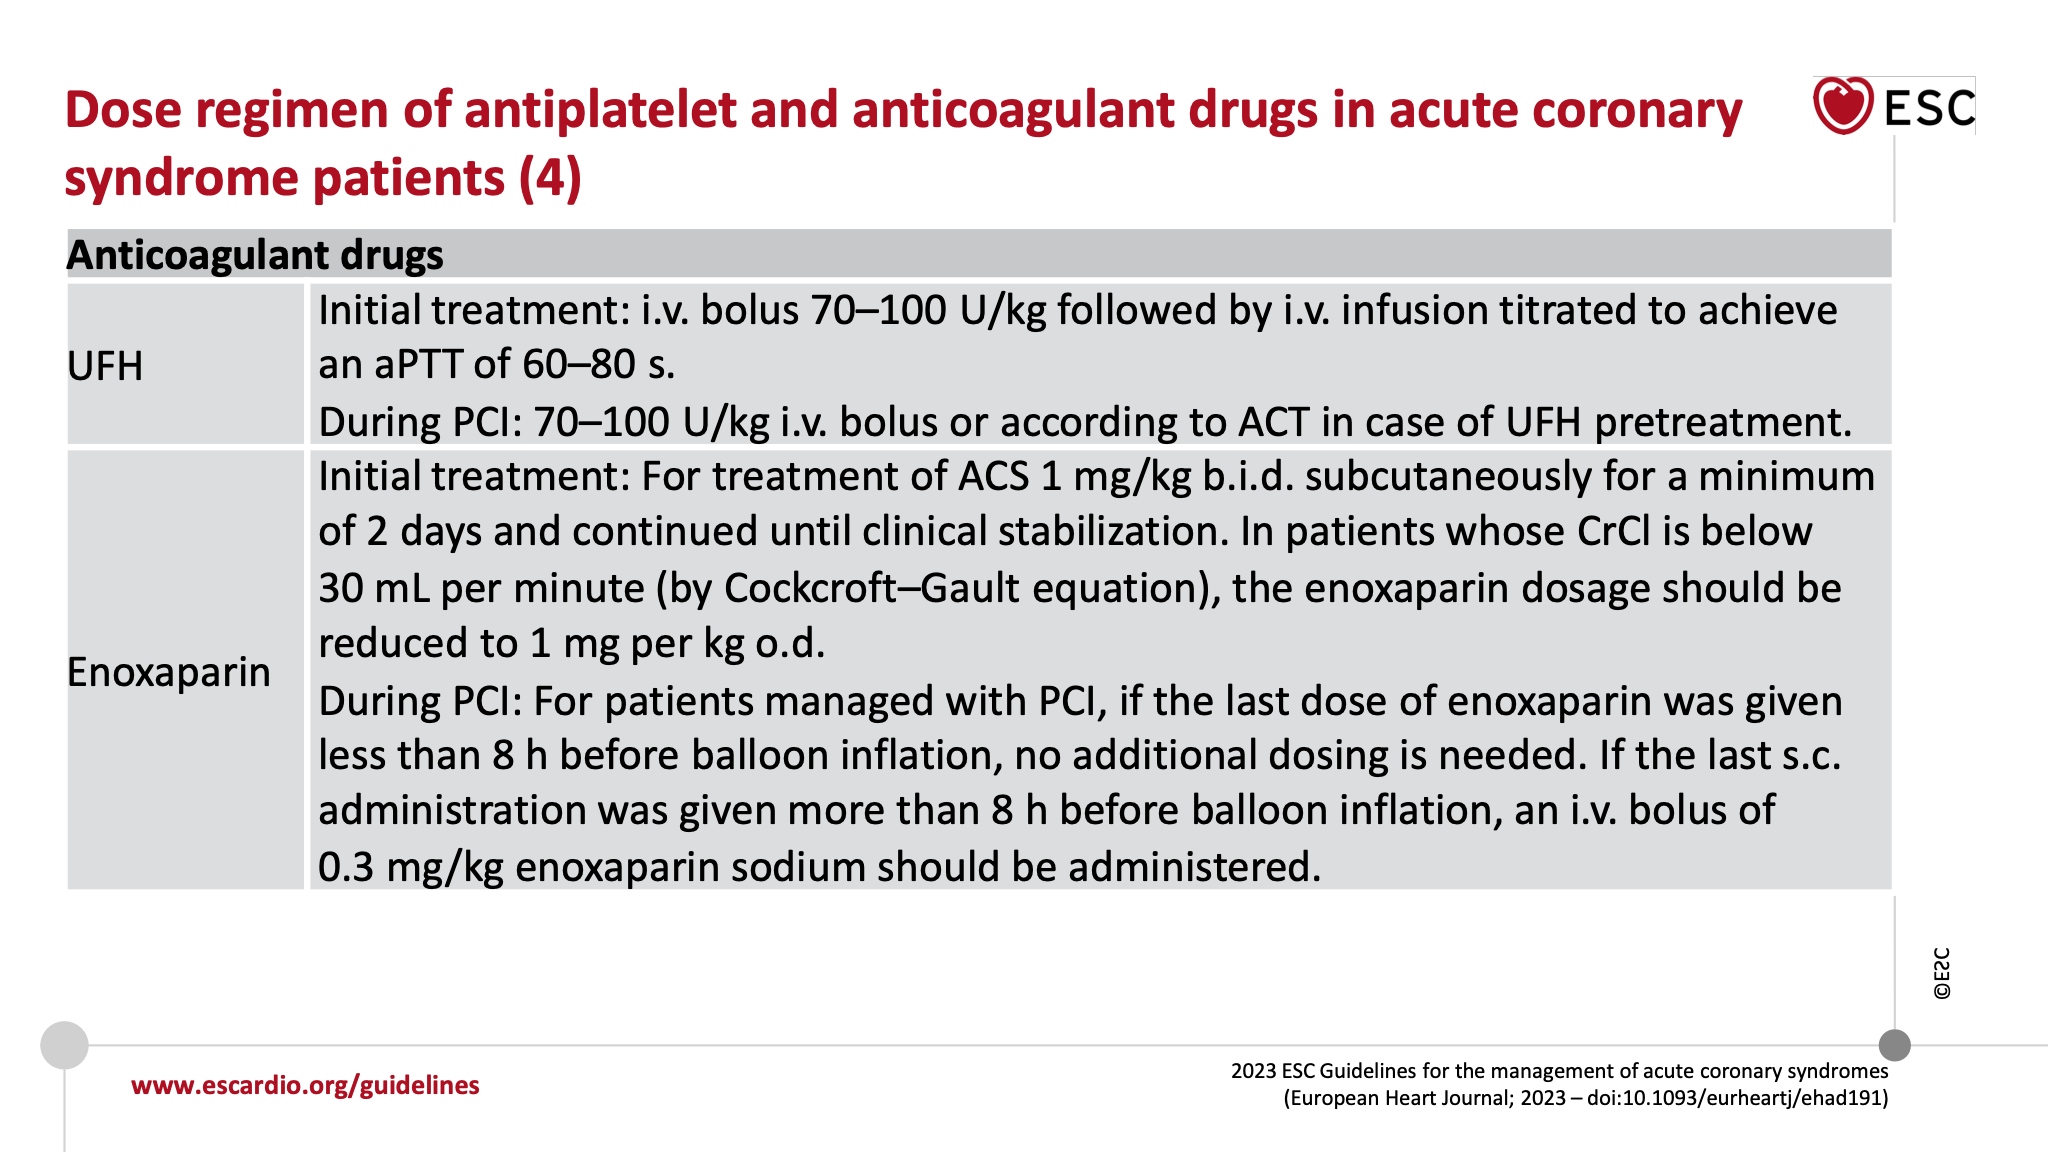 Dose regimen of antiplatelet and anticoagulant drugs in acute coronary
syndrome patients (4)
ESC
Anticoagulant drugs
UFH
Initial treatment: i.v. bolus 70–100 U/kg followed by i.v. infusion titrated to achieve
an aPTT of 60–80 s.
During PCI: 70–100 U/kg i.v. bolus or according to ACT in case of UFH pretreatment.
Enoxaparin
Initial treatment: For treatment of ACS 1 mg/kg b.i.d. subcutaneously for a minimum
of 2 days and continued until clinical stabilization. In patients whose CrCl is below
30 mL per minute (by Cockcroft–Gault equation), the enoxaparin dosage should be
reduced to 1 mg per kg o.d.
During PCI: For patients managed with PCI, if the last dose of enoxaparin was given
less than 8 h before balloon inflation, no additional dosing is needed. If the last s.c.
administration was given more than 8 h before balloon inflation, an i.v. bolus of
0.3 mg/kg enoxaparin sodium should be administered.
©ESC
www.escardio.org/guidelines
2023 ESC Guidelines for the management of acute coronary syndromes
(European Heart Journal; 2023 – doi:10.1093/eurheartj/ehad191)